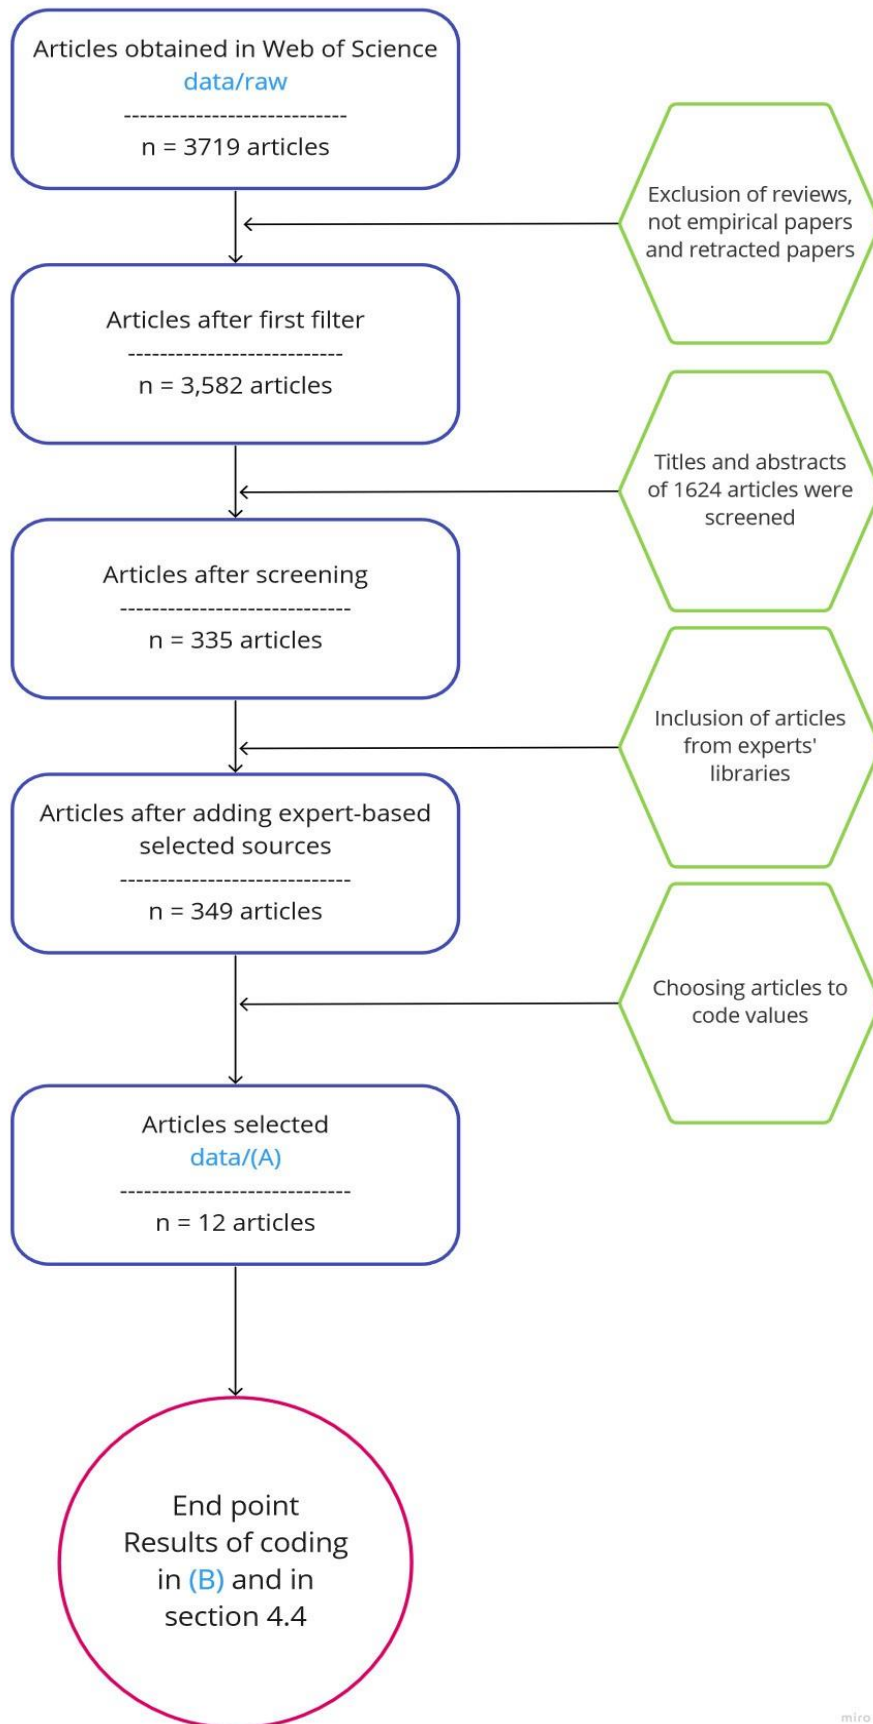 Articles obtained in Web of Science
data/raw
----------------------------
n = 3719 articles
Exclusion of reviews,
not empirical papers
and retracted papers
Articles after first filter
---------------------------
n = 3,582 articles
Titles and abstracts
of 1624 articles were
screened
Articles after screening
-----------------------------
n = 335 articles
Inclusion of articles
from experts'
libraries
Articles after adding expert-based
selected sources
-----------------------------
n = 349 articles
Choosing articles to
code values
Articles selected
data/(A)
-----------------------------
n = 12 articles
End point
Results of coding
in (B) and in
section 4.4
miro